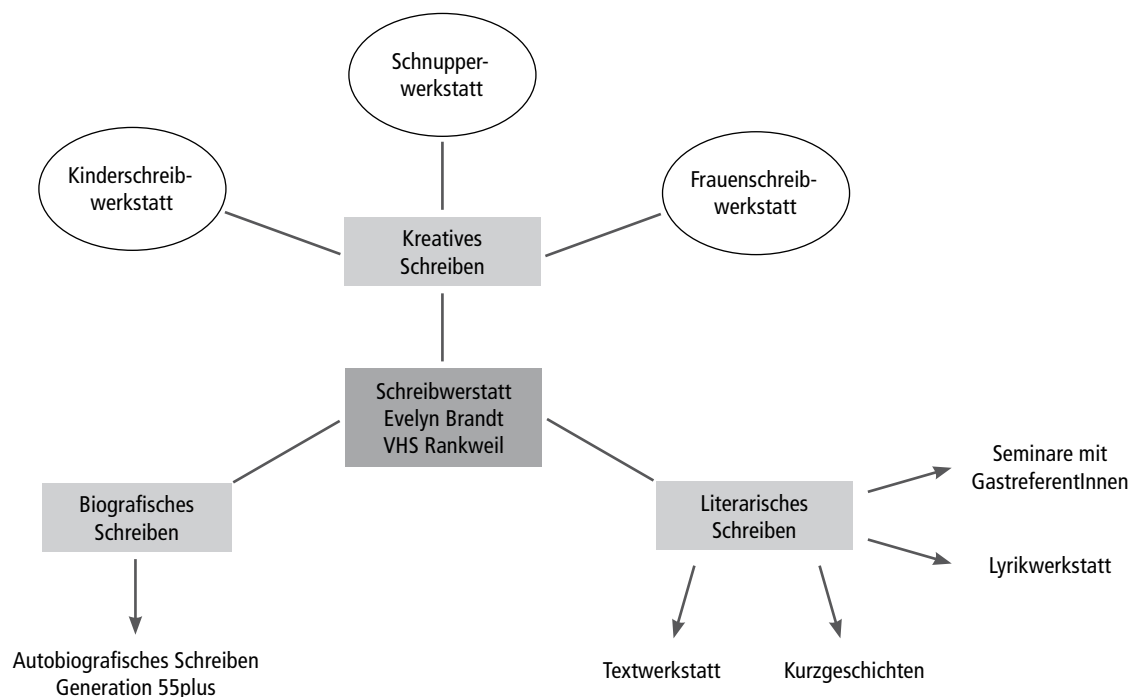 Schnupper-
werkstatt
Kinderschreib-
werkstatt
Frauenschreib-
werkstatt
Kreatives
Schreiben
Schreibwerstatt
Evelyn Brandt
VHS Rankweil
Biografisches
Schreiben
Literarisches
Schreiben
Seminare mit
GastreferentInnen
Lyrikwerkstatt
Autobiografisches Schreiben
Generation 55plus
Textwerkstatt
Kurzgeschichten